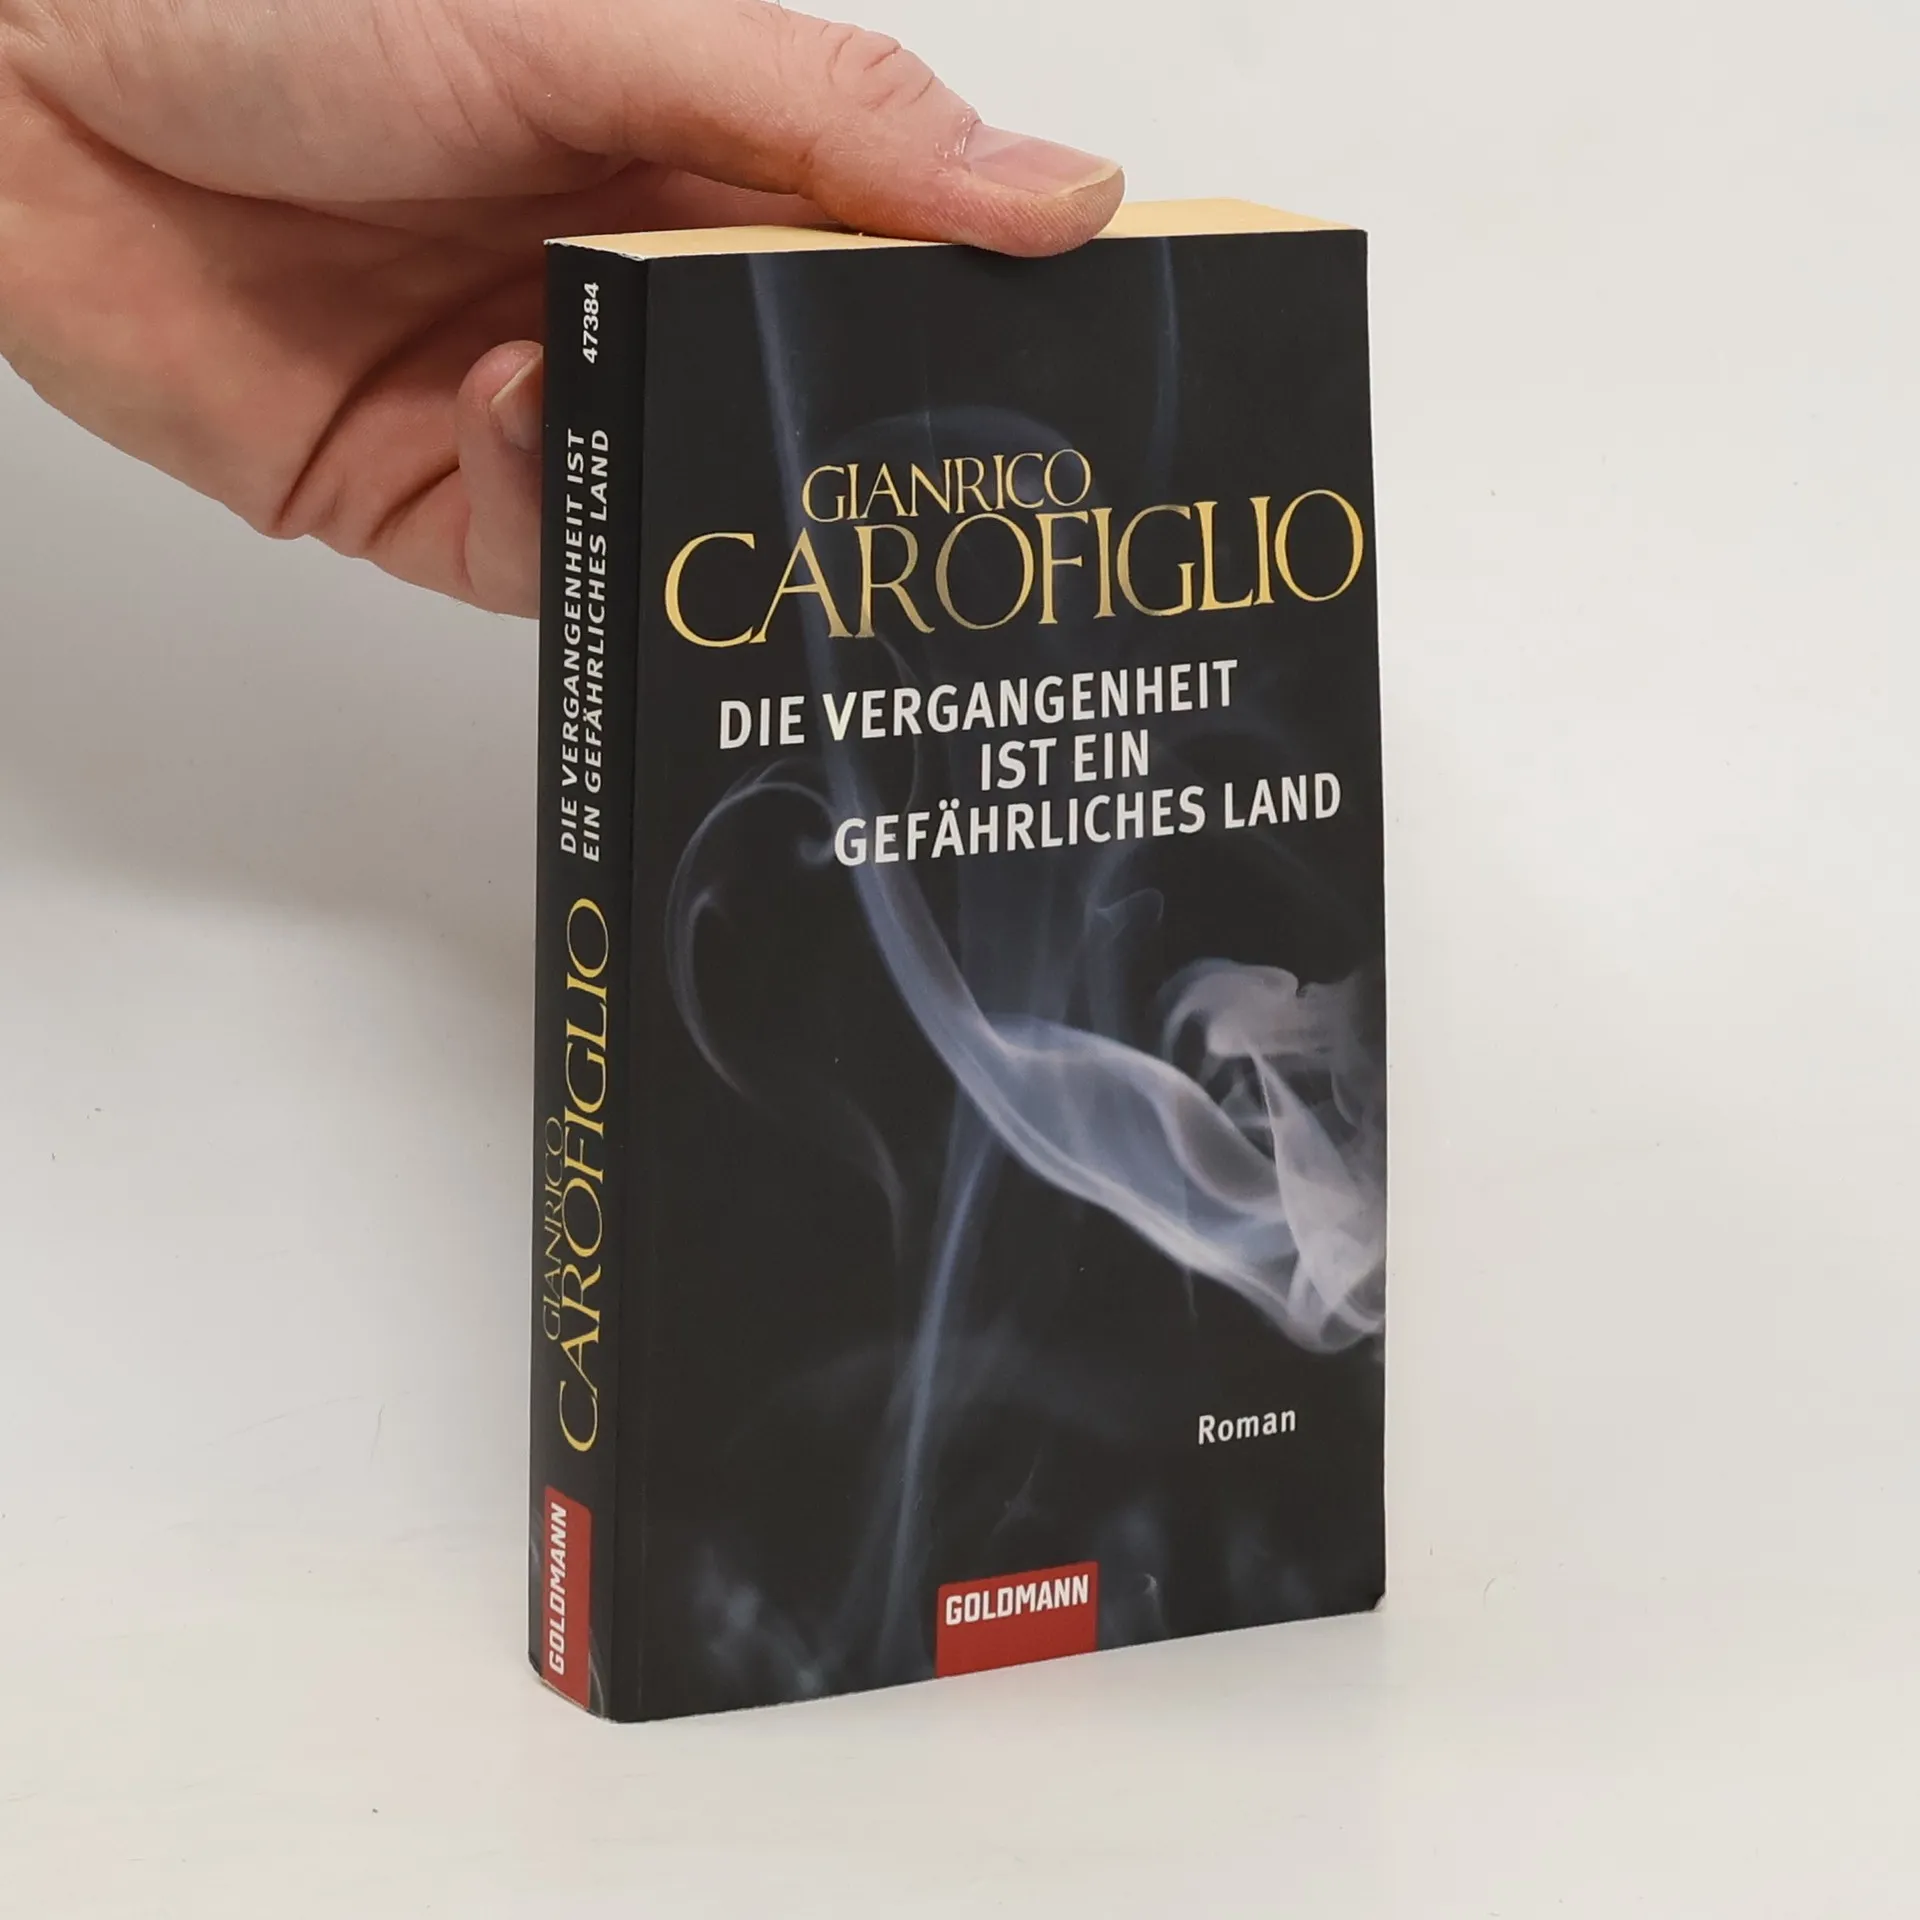 47384
DIE VERGANGENHEIT IST
EIN GEFÄHRLICHES LAND
GIANRICO
CAROFIGLIO
GOLDMANN
GIANRICO
CAROFIGLIO
DIE VERGANGENHEIT
IST EIN
GEFÄHRLICHES LAND
Roman
GOLDMANN